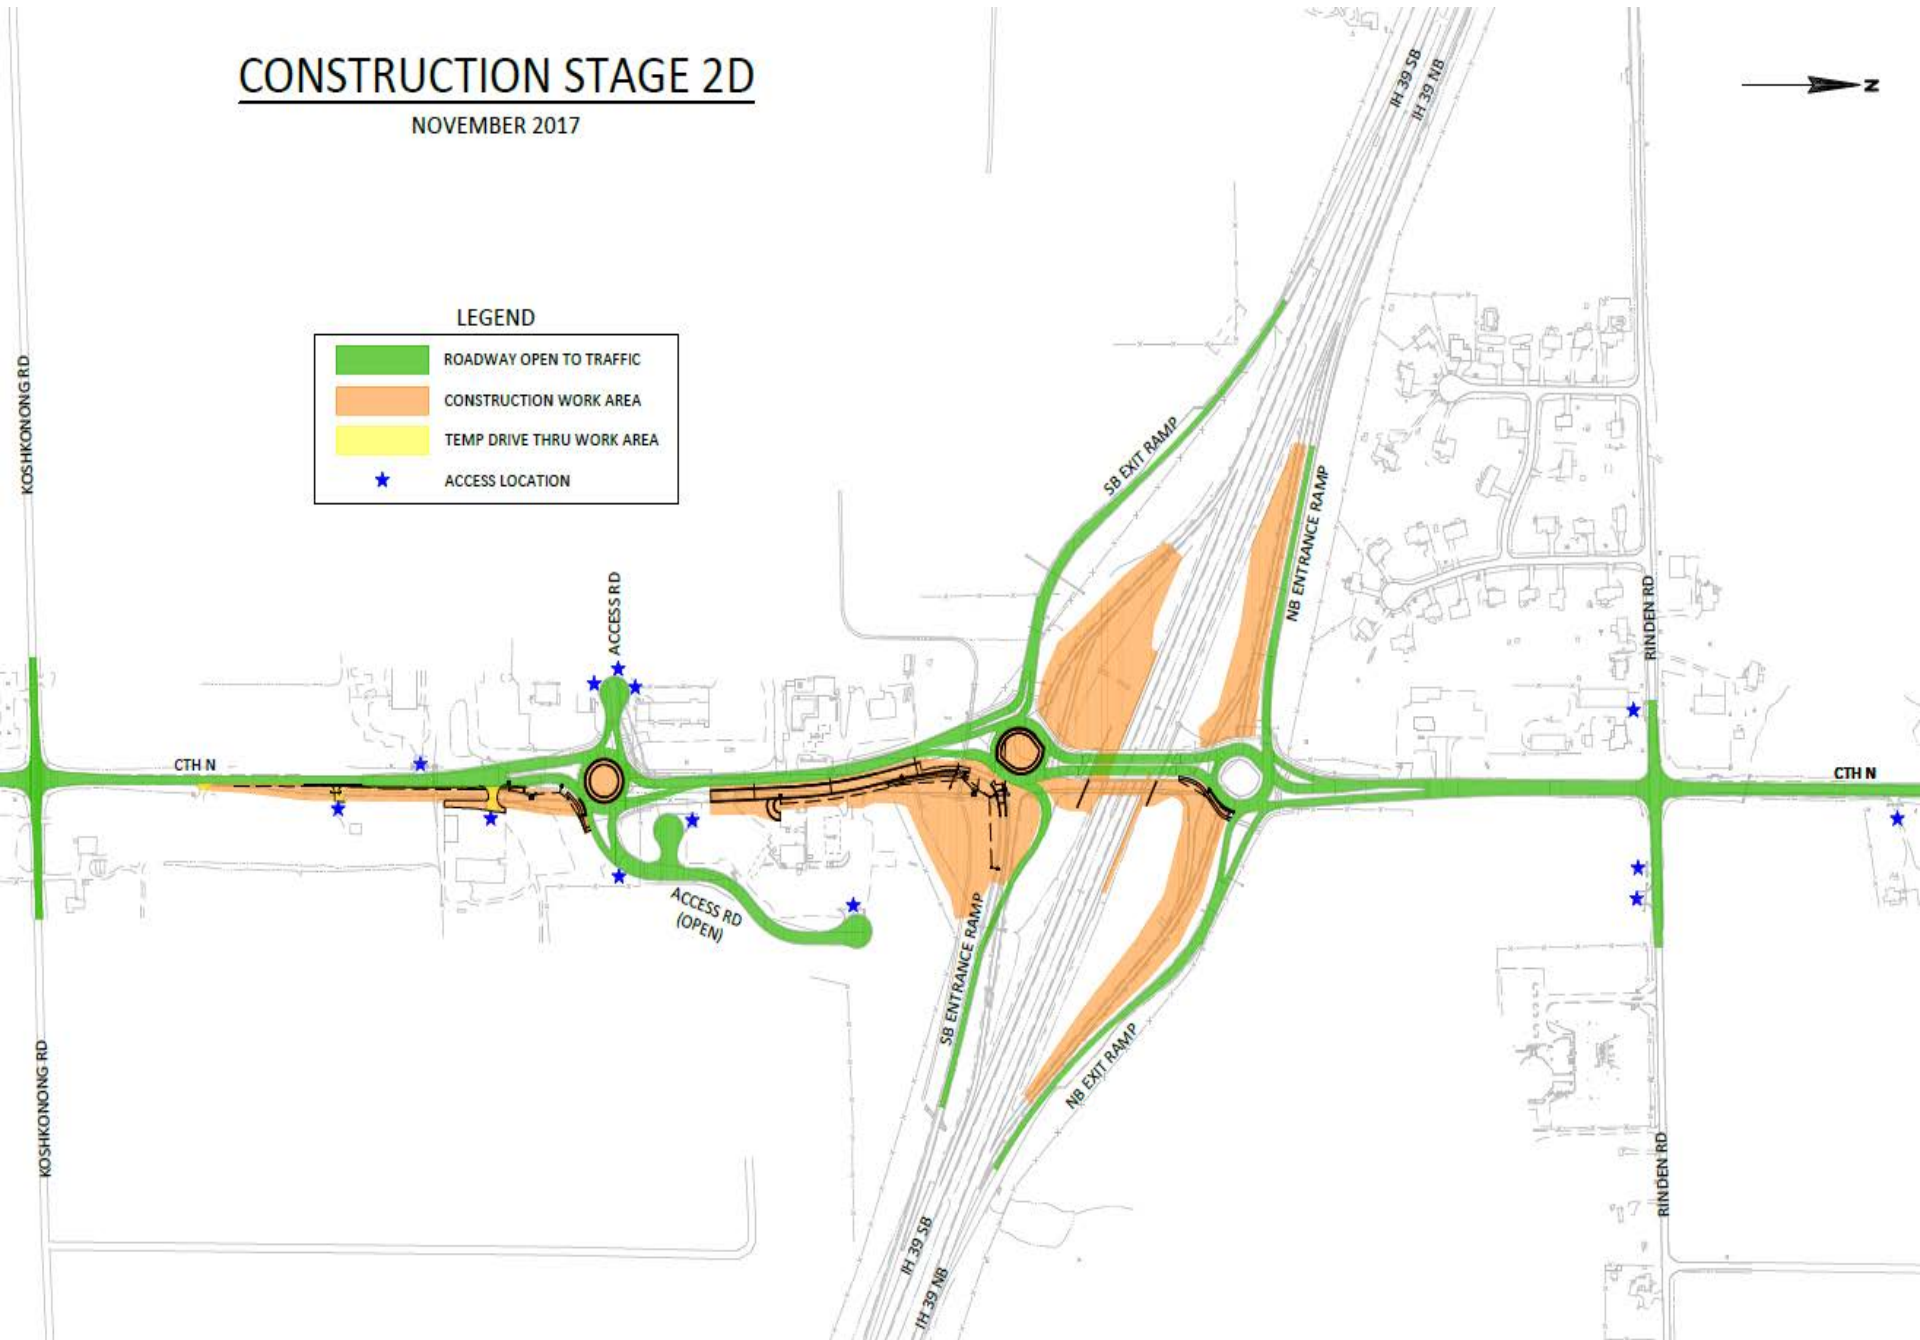 CONSTRUCTION STAGE 2D
NOVEMBER 2017
N
IH 39 SB
IH 39 NB
LEGEND
ROADWAY OPEN TO TRAFFIC
CONSTRUCTION WORK AREA
TEMP DRIVE THRU WORK AREA
ACCESS LOCATION
KOSHKONONG RD
SB EXIT RAMP
NB ENTRANCE RAMP
ACCESS RD
RINDEN RD
CTH N
CTH N
ACCESS RD
(OPEN)
SB ENTRANCE RAMP
NB EXIT RAMP
KOSHKONONG RD
RINDEN RD
IH 39 SB
IH 39 NB